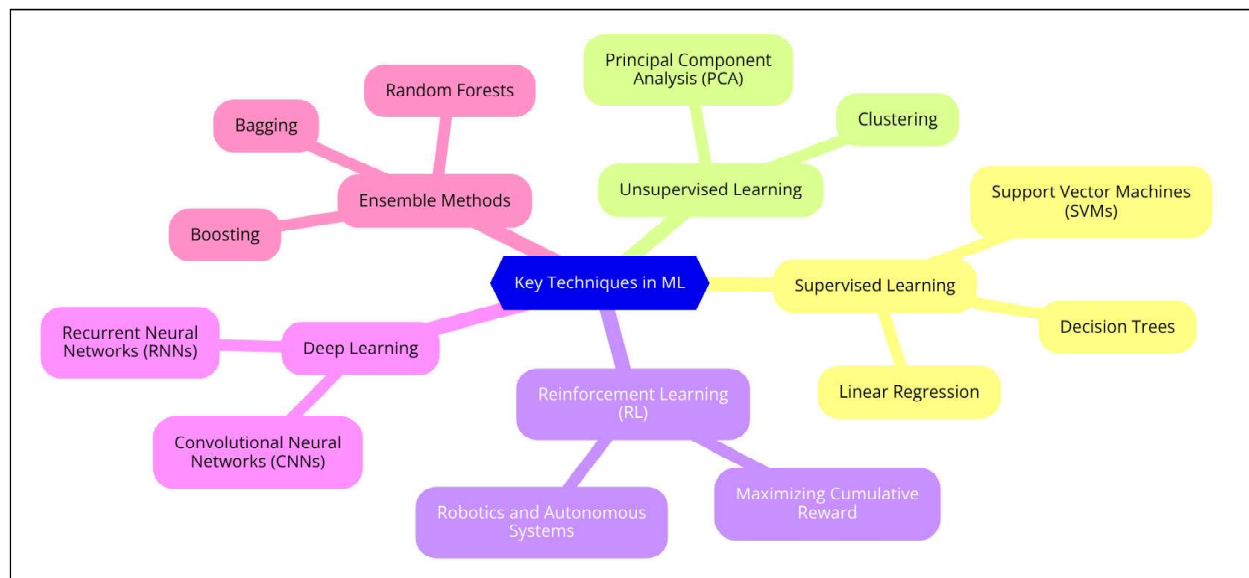 Principal Component
Analysis (PCA)
Random Forests
Bagging
Clustering
Unsupervised Learning
Ensemble Methods
Support Vector Machines
(SVMs)
Boosting
Key Techniques in ML
Supervised Learning
Decision Trees
Recurrent Neural
Networks (RNNs)
Deep Learning
Linear Regression
Reinforcement Learning
(RL)
Convolutional Neural
Networks (CNNs)
Robotics and Autonomous
Systems
Maximizing Cumulative
Reward